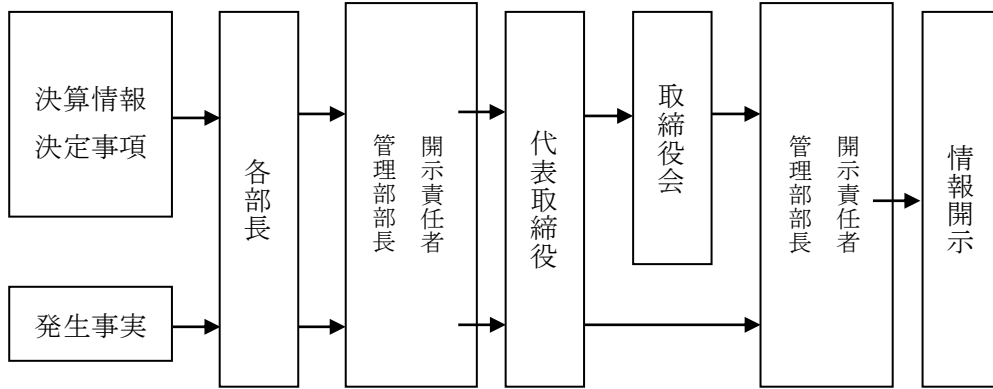 決算情報
決定事項
発生事実
各部長
開示責任者
管理部部長
代表取締役
取締役会
開示責任者
管理部部長
情報開示